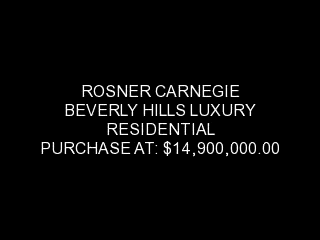 ROSNER CARNEGIE
BEVERLY HILLS LUXURY
RESIDENTIAL
PURCHASE AT: $14,900,000.00